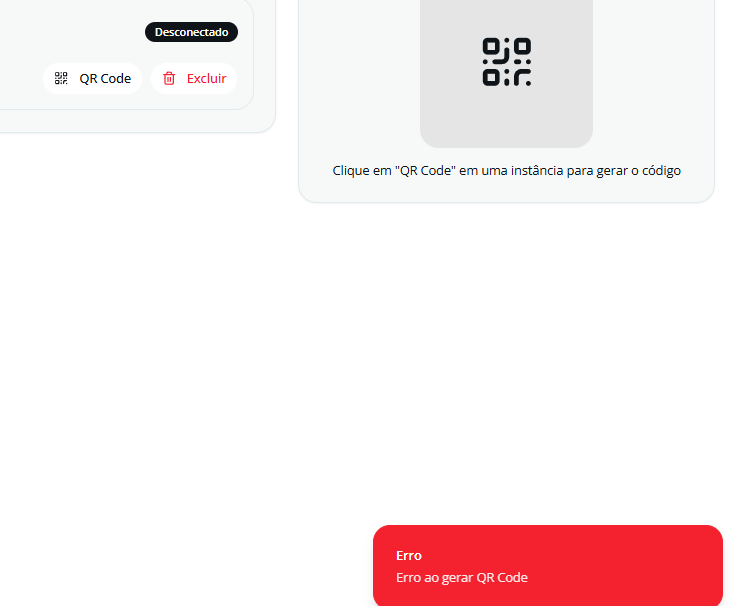 Desconectado
QR Code
Excluir
Clique em "QR Code" em uma instância para gerar o código
Erro
Erro ao gerar QR Code